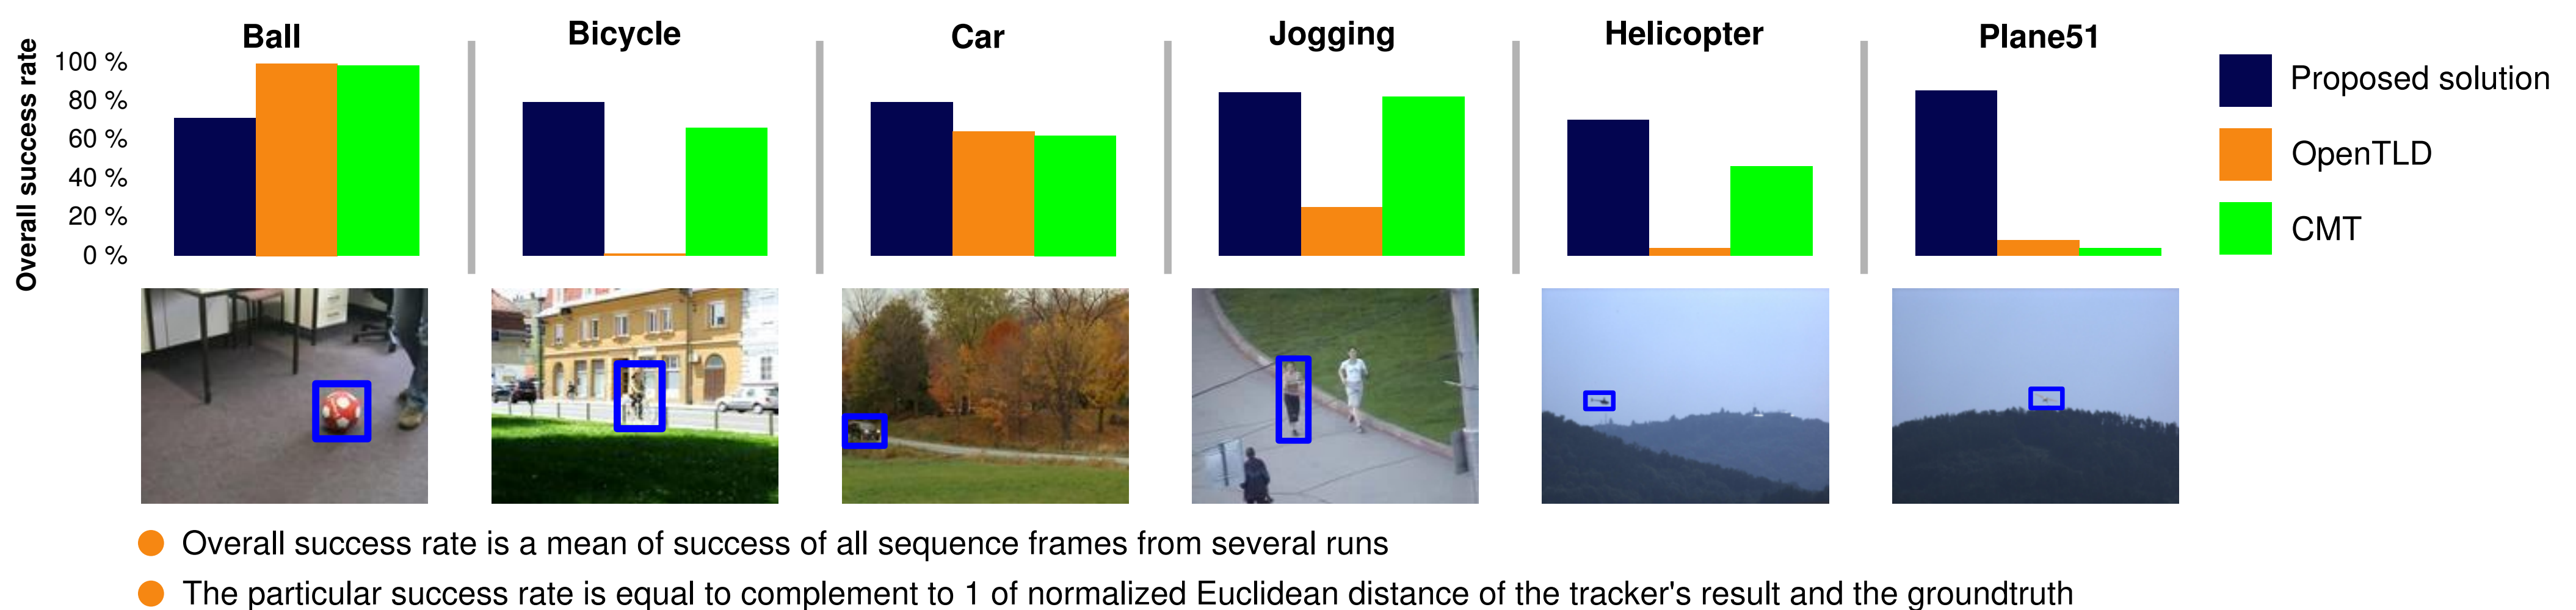 Ball
Bicycle
Car
Jogging
Helicopter
Plane51
Overall success rate
100 %
80 %
60 %
40 %
20 %
0 %
Proposed solution
OpenTLD
CMT
Overall success rate is a mean of success of all sequence frames from several runs
The particular success rate is equal to complement to 1 of normalized Euclidean distance of the tracker's result and the groundtruth